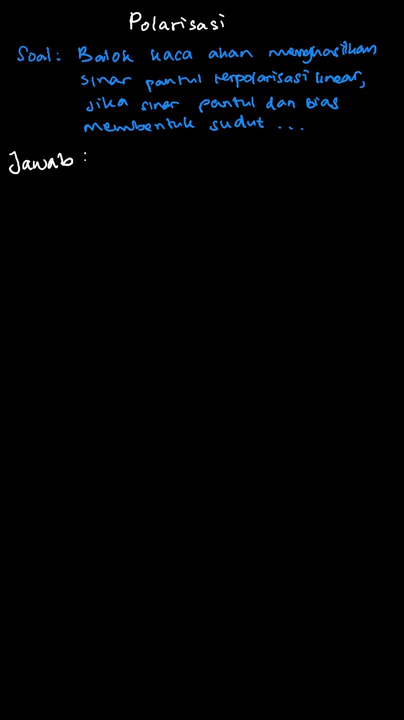 Polarisasi
Soal: Balok kaca akan menghasilkan
sinar pantul terpolarisasi linear,
jika sinar pantul dan bias
membentuk sudut ...
Jawab :